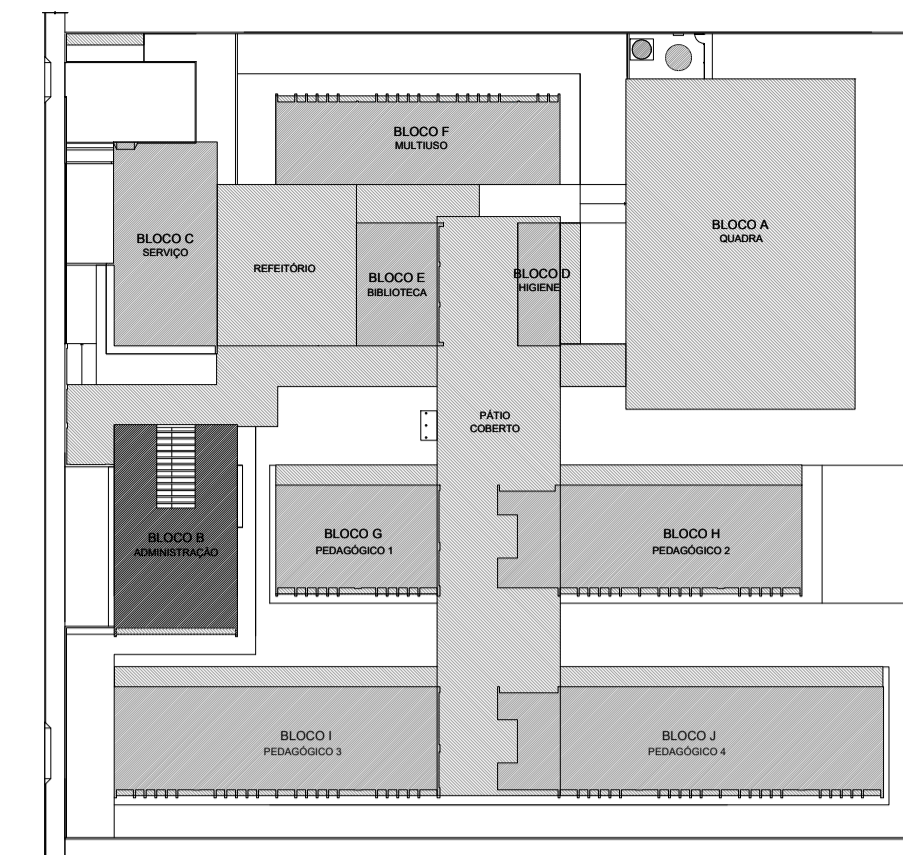 BLOCO F
MULTIUSO
BLOCO A
QUADRA
BLOCO C
SERVIÇO
REFEITÓRIO
BLOCO E
BIBLIOTECA
BLOCO D
HIGIENE
PÁTIO
COBERTO
BLOCO B
ADMINISTRAÇÃO
BLOCO G
PEDAGÓGICO 1
BLOCO H
PEDAGÓGICO 2
BLOCO I
PEDAGÓGICO 3
BLOCO J
PEDAGÓGICO 4